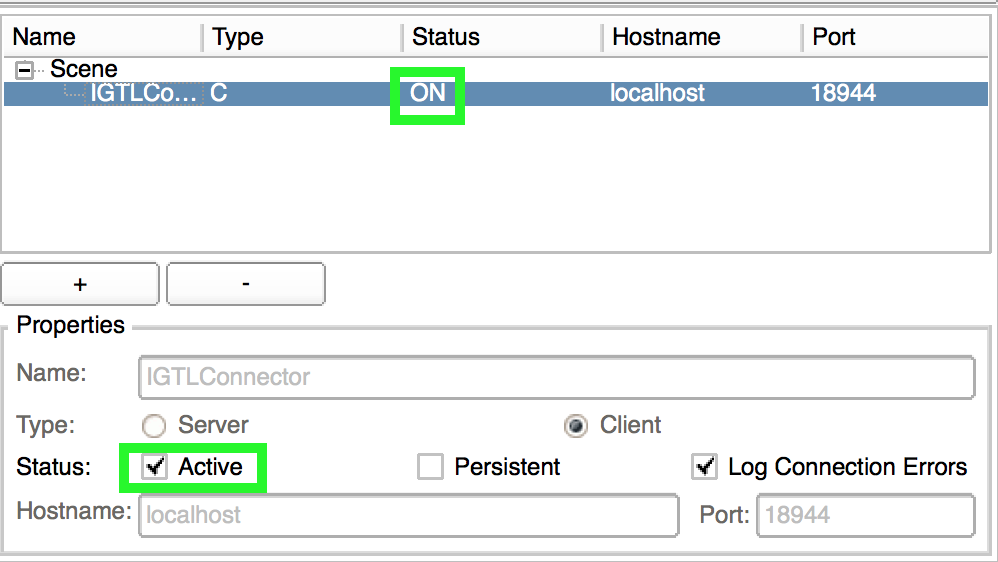 Name Type Status Hostname Port
Scene
IGTLCo... C ON localhost 18944
+ -
Properties
Name: IGTLConnector
Type: Server Client
Status: Active Persistent Log Connection Errors
Hostname: localhost Port: 18944